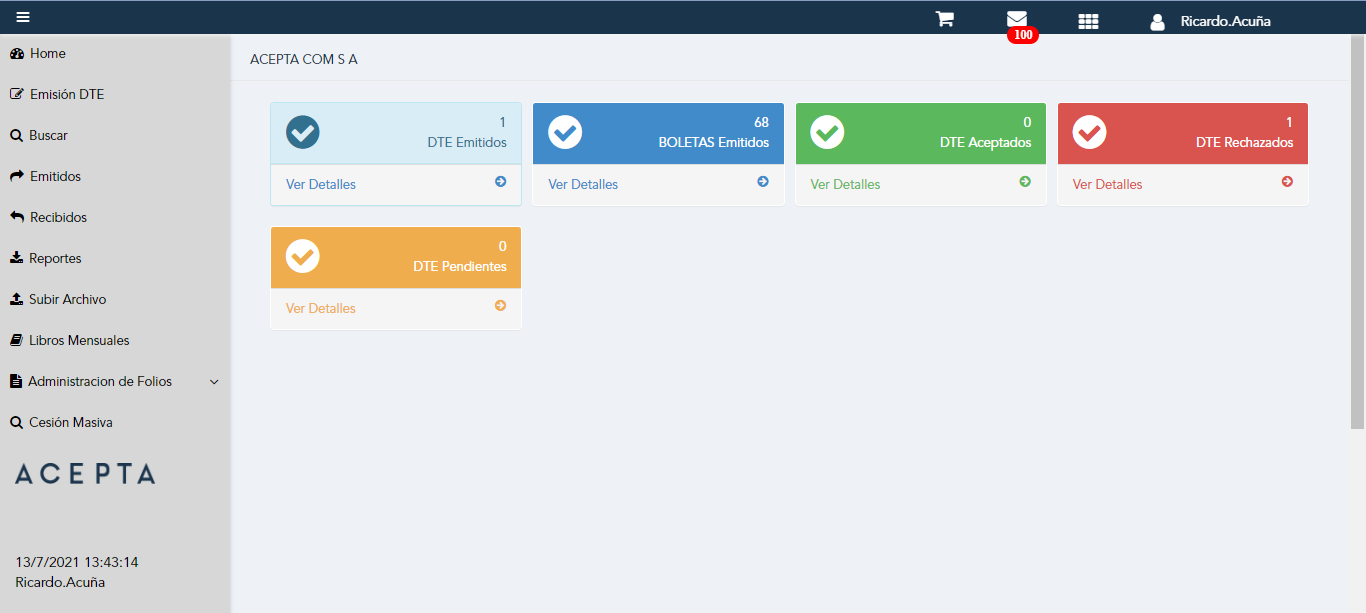 Ricardo.Acuña
100
Home
Emisión DTE
Buscar
Emitidos
Recibidos
Reportes
Subir Archivo
Libros Mensuales
Administracion de Folios
Cesión Masiva
ACEPTA
13/7/2021 13:43:14
Ricardo.Acuña
ACEPTA COM S A
1
DTE Emitidos
Ver Detalles
68
BOLETAS Emitidos
Ver Detalles
0
DTE Aceptados
Ver Detalles
1
DTE Rechazados
Ver Detalles
0
DTE Pendientes
Ver Detalles